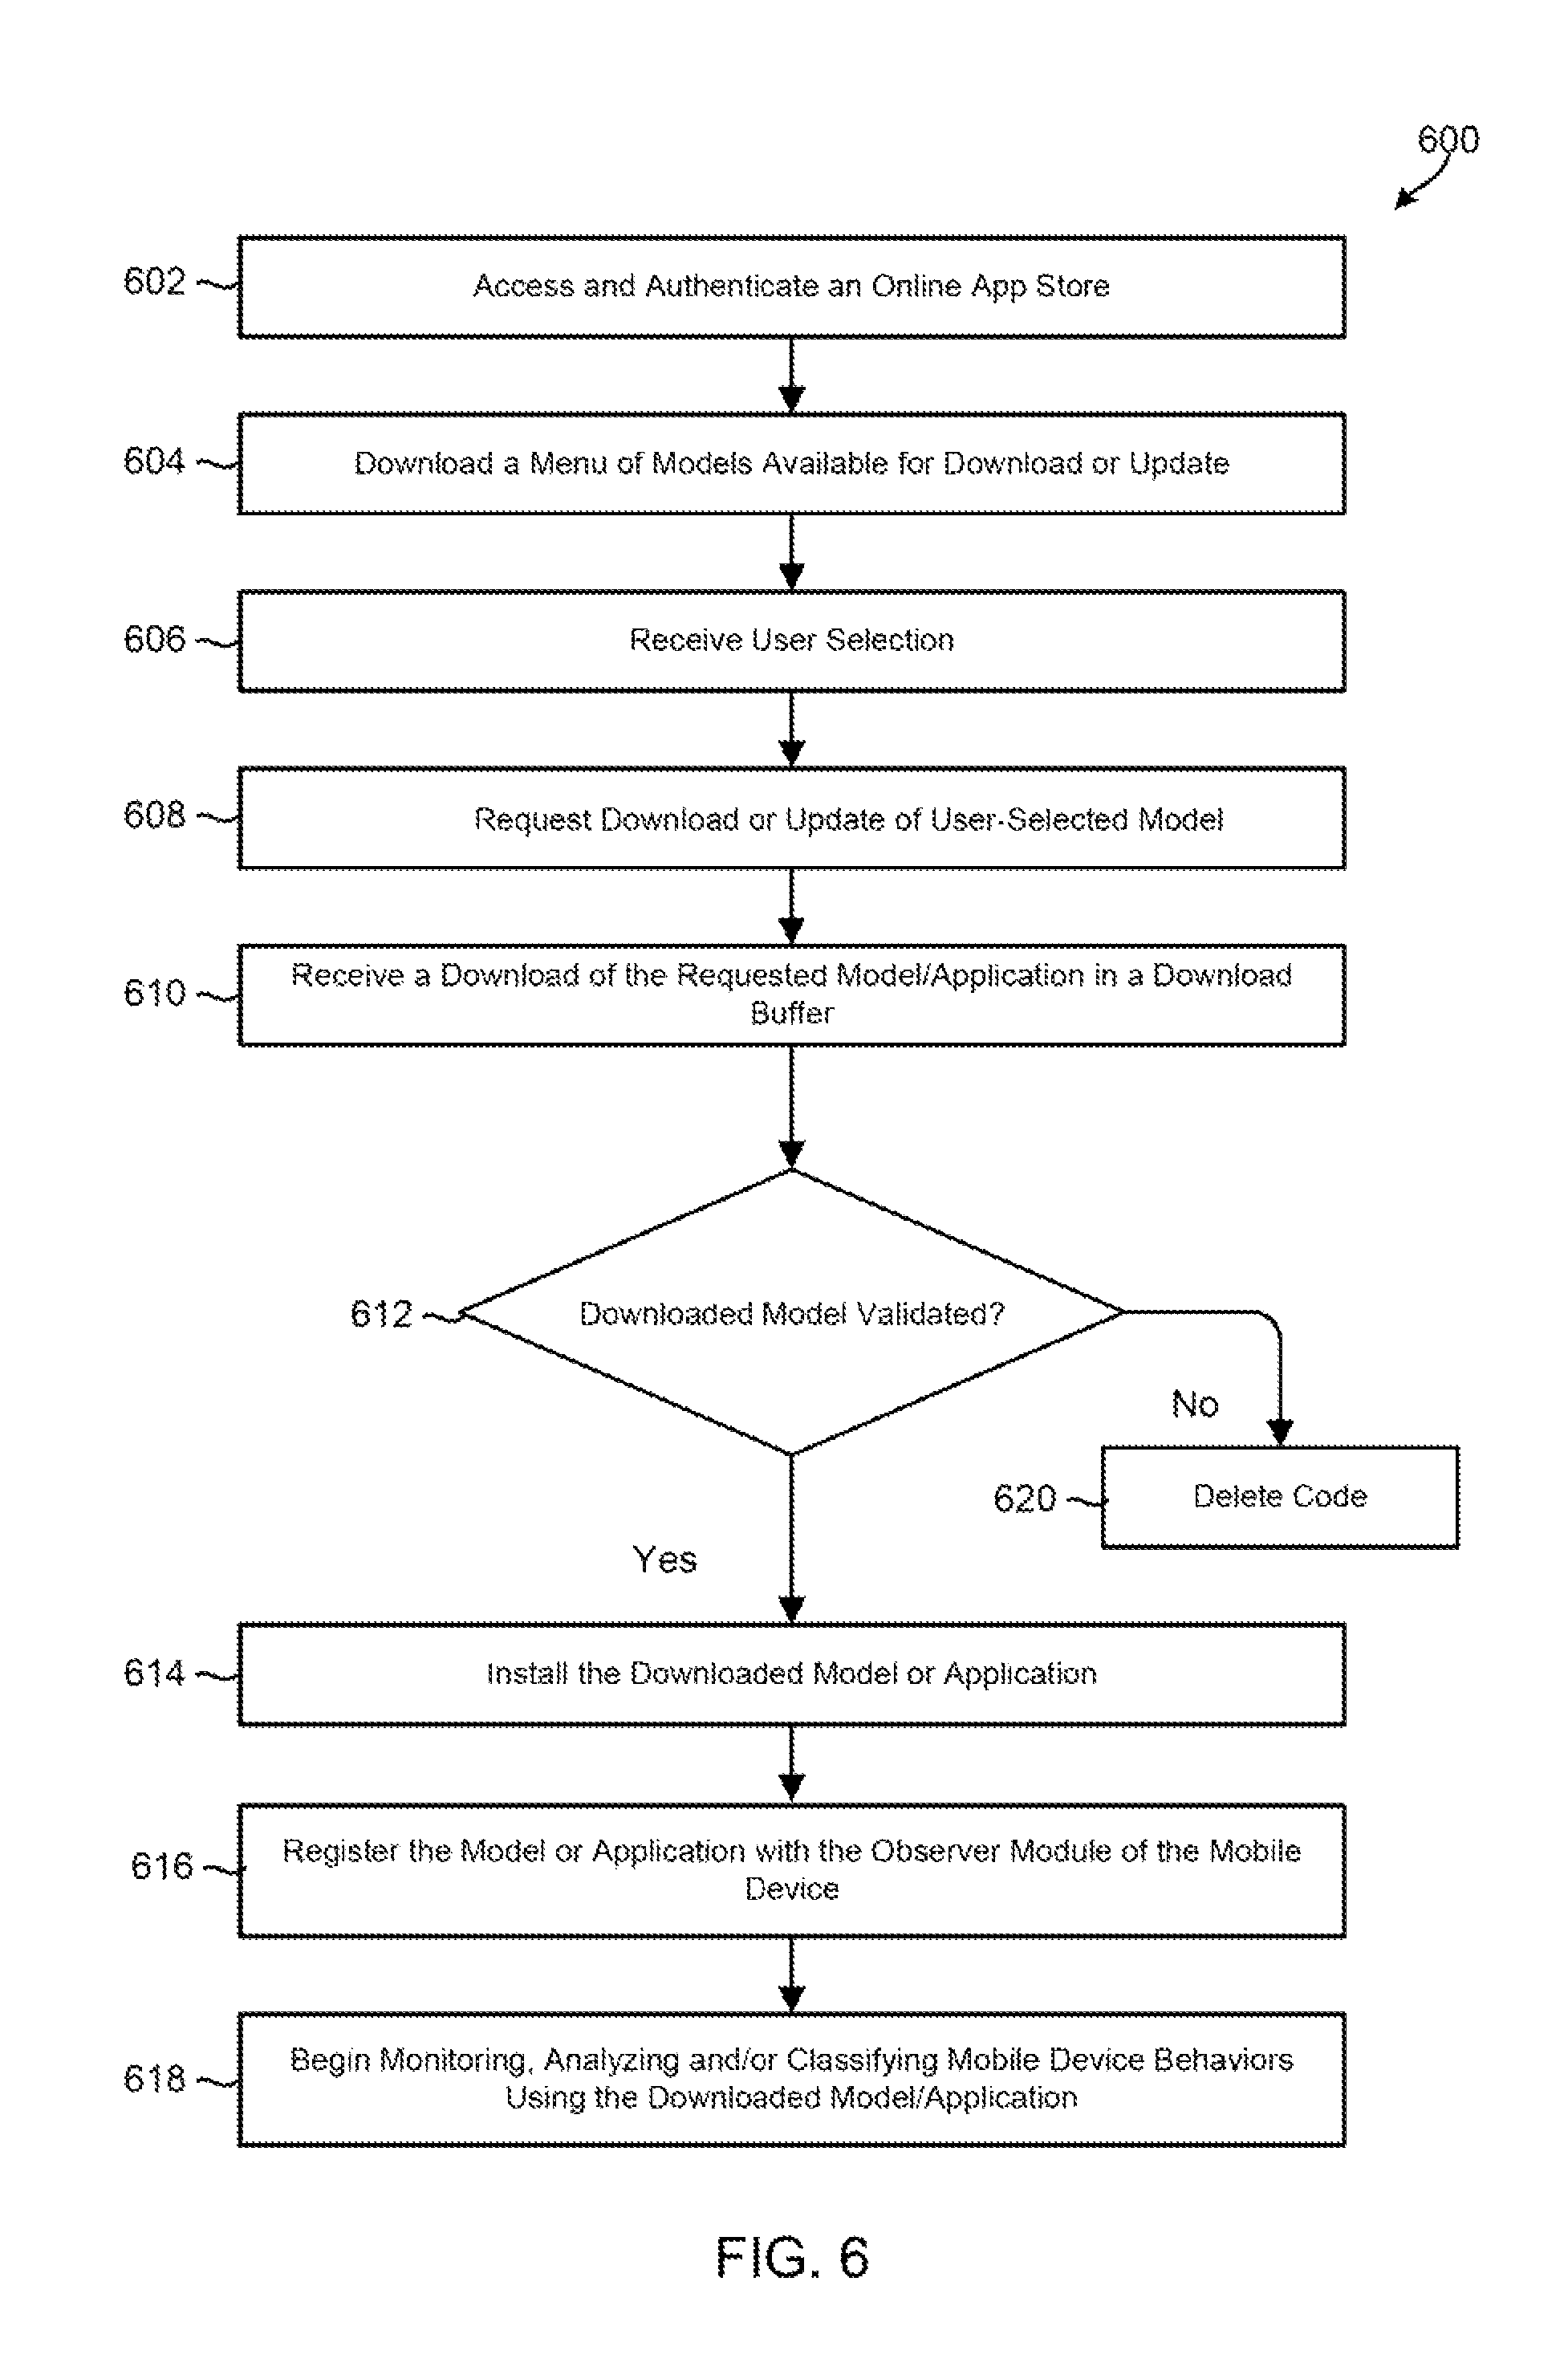 600
602
Access and Authenticate an Online App Store
604
Download a Menu of Models Available for Download or Update
606
Receive User Selection
608
Request Download or Update of User-Selected Model
610
Receive a Download of the Requested Model/Application in a Download
Buffer
612
Downloaded Model Validated?
No
620
Delete Code
Yes
614
Install the Downloaded Model or Application
616
Register the Model or Application with the Observer Module of the Mobile
Device
618
Begin Monitoring, Analyzing and/or Classifying Mobile Device Behaviors
Using the Downloaded Model/Application
FIG. 6